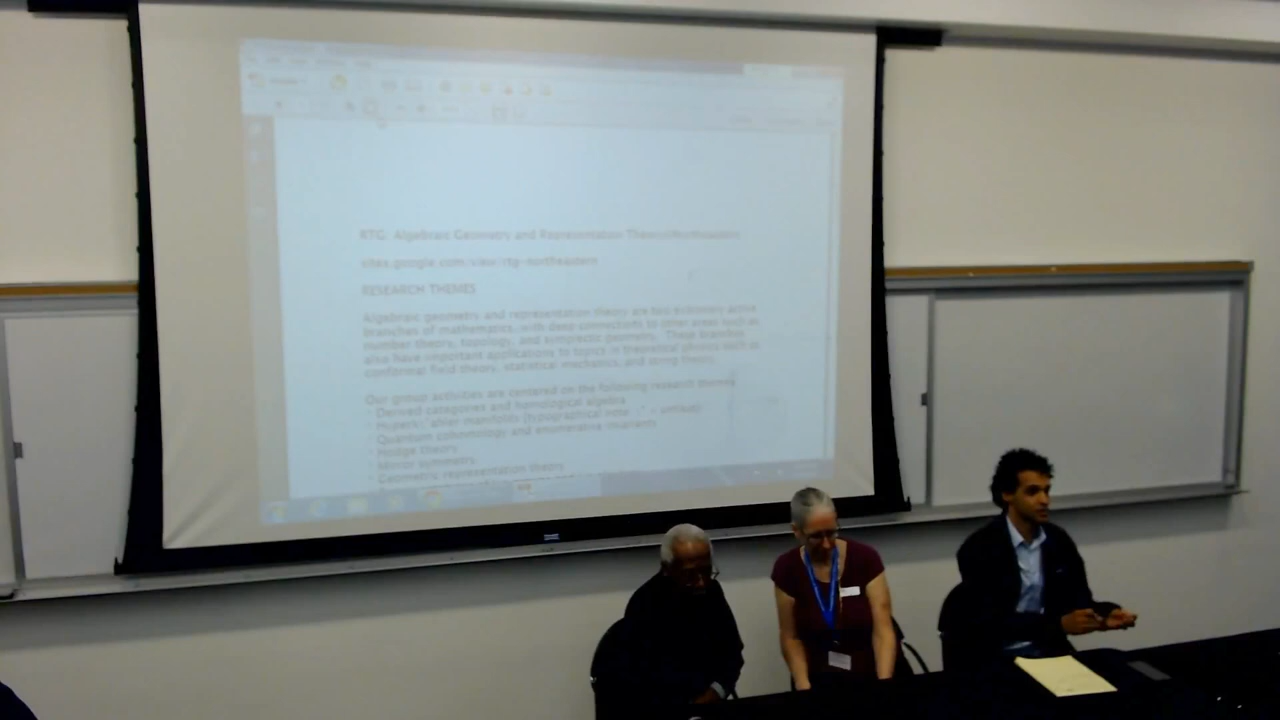 RTG: Algebraic Geometry and Representation Theory@Northeastern
sites.google.com/view/rtg-northeastern
RESEARCH THEMES
Algebraic geometry and representation theory are two extremely active
branches of mathematics, with deep connections to other areas such as
number theory, topology, and symplectic geometry. These branches
also have important applications to topics in theoretical physics such as
conformal field theory, statistical mechanics, and string theory.
Our group activities are centered on the following research themes
- Derived categories and homological algebra
manifolds (typographical note
- Quantum cohomology and enumerative invariants
- Hodge theory
- Mirror symmetry
- Geometric representation theory